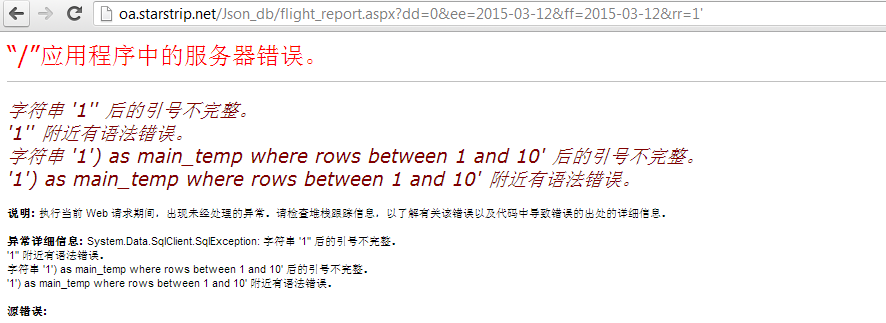 oa.starstrip.net/Json_db/flight_report.aspx?dd=0&ee=2015-03-12&ff=2015-03-12&rr=1'
“/”应用程序中的服务器错误。
字符串 '1'' 后的引号不完整。
'1'' 附近有语法错误。
字符串 '1') as main_temp where rows between 1 and 10' 后的引号不完整。
'1') as main_temp where rows between 1 and 10' 附近有语法错误。
说明: 执行当前 Web 请求期间，出现未经处理的异常。请检查堆栈跟踪信息，以了解有关该错误以及代码中导致错误的出处的详细信息。
异常详细信息: System.Data.SqlClient.SqlException: 字符串 '1'' 后的引号不完整。
'1'' 附近有语法错误。
字符串 '1') as main_temp where rows between 1 and 10' 后的引号不完整。
'1') as main_temp where rows between 1 and 10' 附近有语法错误。
源错误: